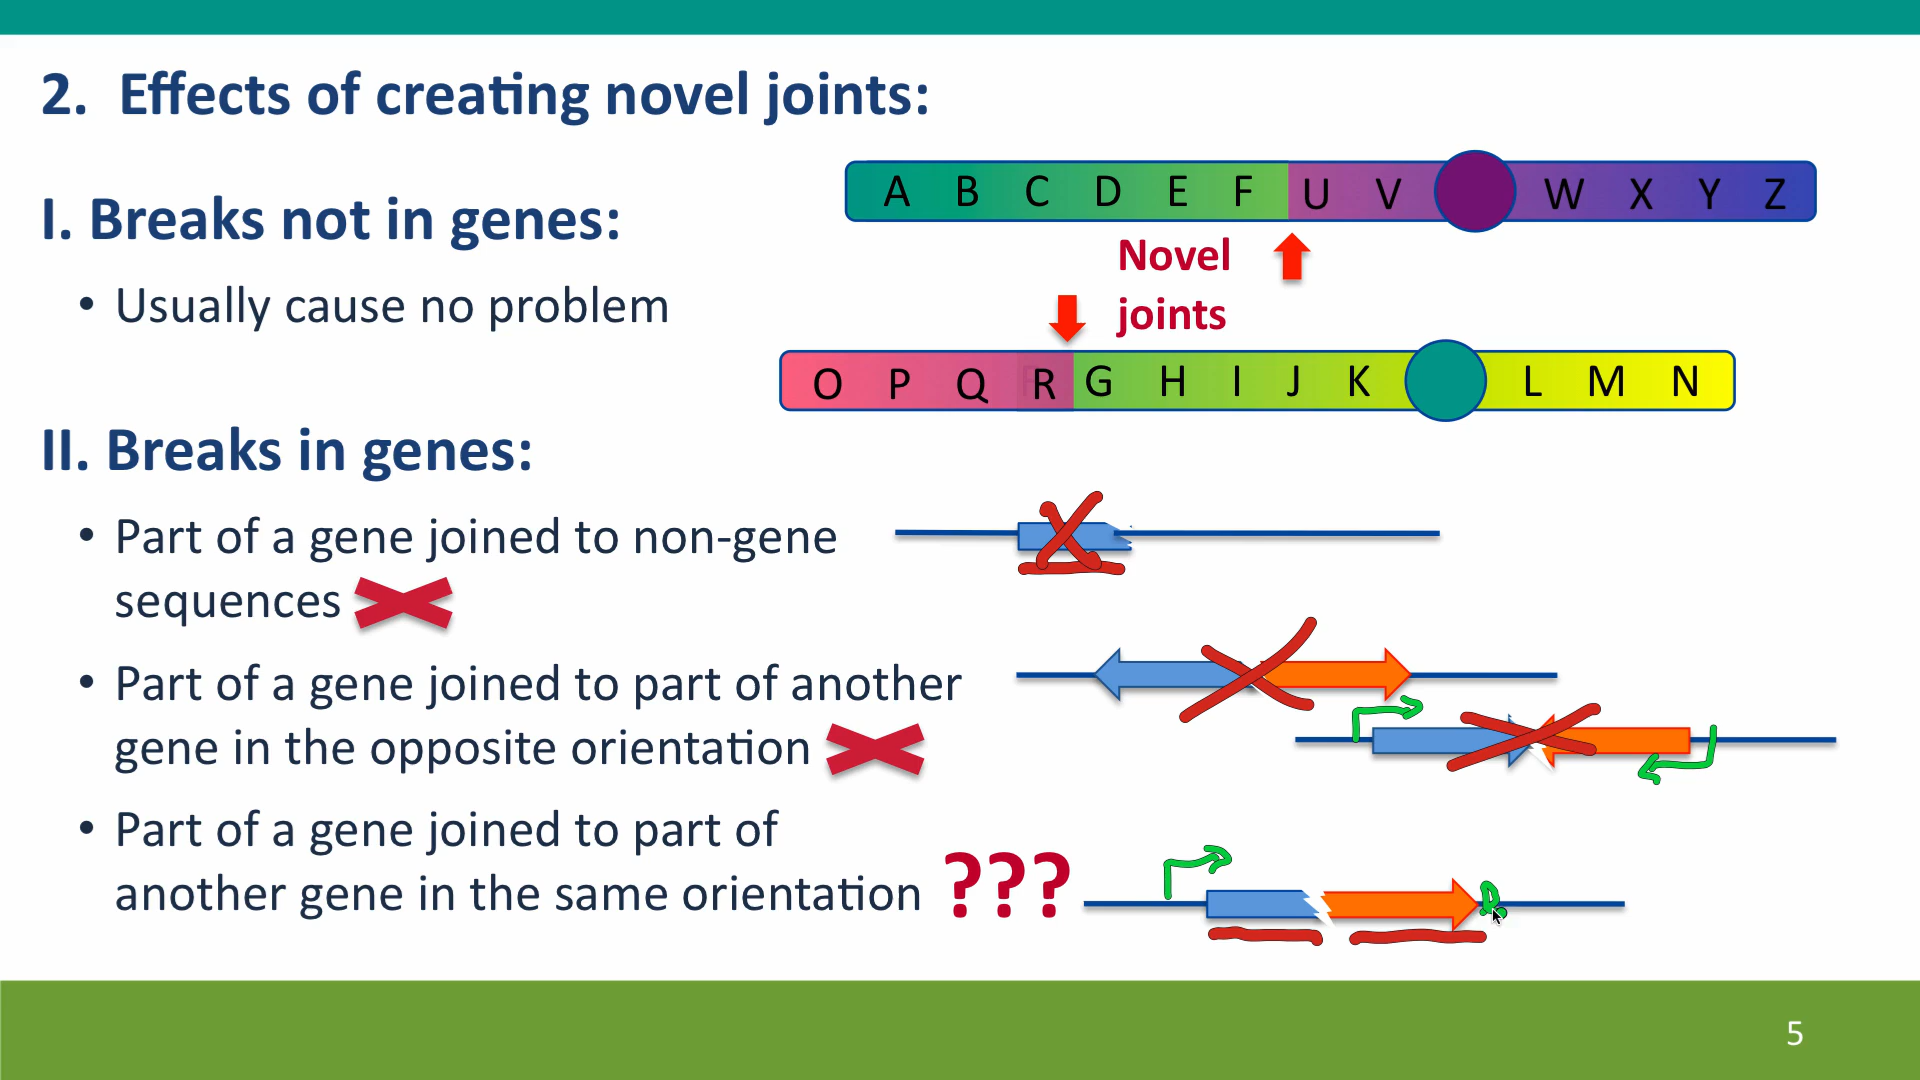 2. Effects of creating novel joints:
I. Breaks not in genes:
• Usually cause no problem
A B C D E F U V W X Y Z
Novel
joints
O P Q R G H I J K L M N
II. Breaks in genes:
• Part of a gene joined to non-gene
sequences
• Part of a gene joined to part of another
gene in the opposite orientation
• Part of a gene joined to part of
another gene in the same orientation ???
5